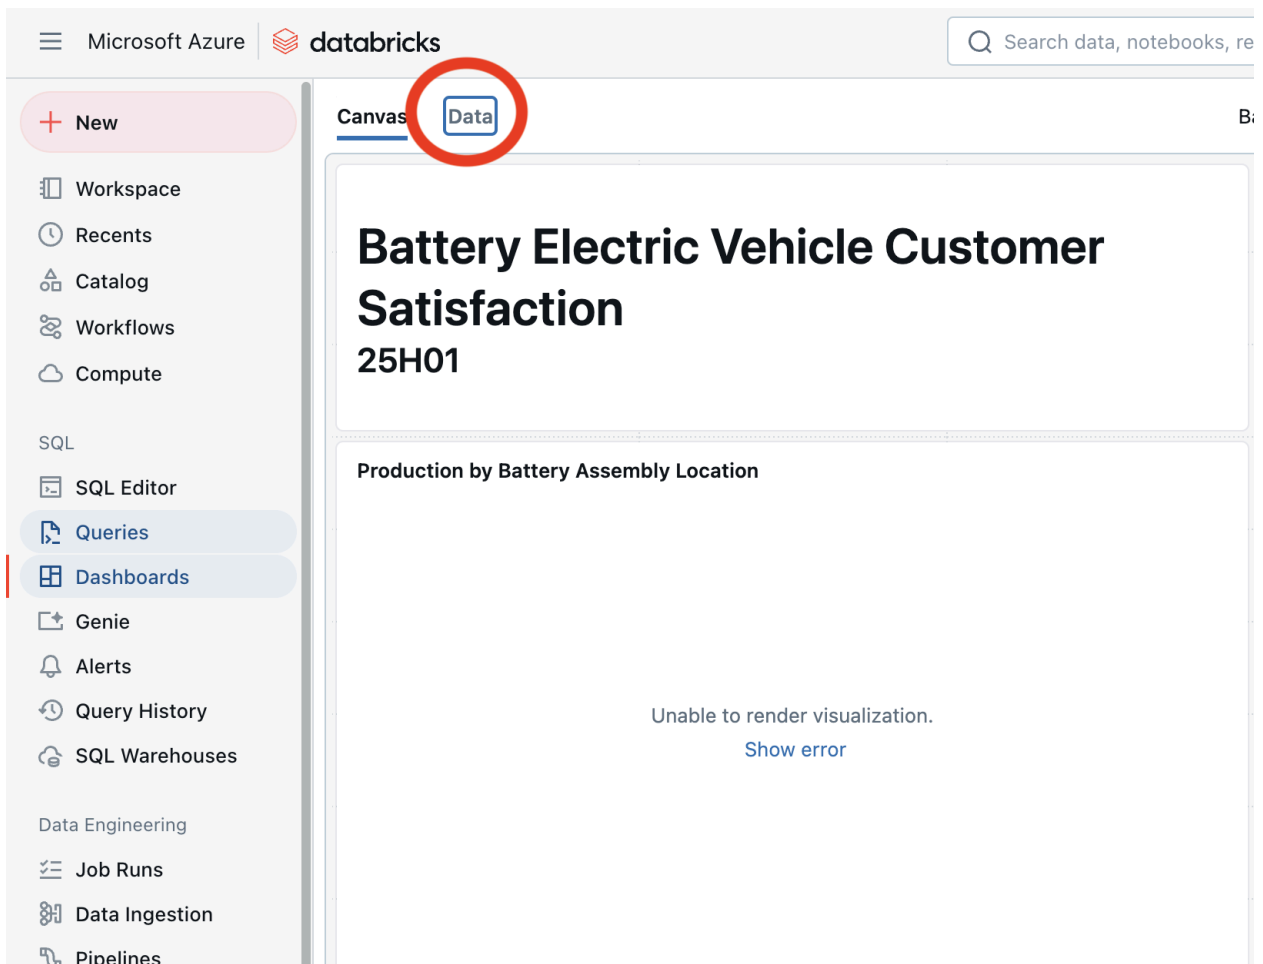 Microsoft Azure
databricks
Search data, notebooks, re
New
Workspace
Recents
Catalog
Workflows
Compute
SQL
SQL Editor
Queries
Dashboards
Genie
Alerts
Query History
SQL Warehouses
Data Engineering
Job Runs
Data Ingestion
Pipelines
Canvas
Data
Battery Electric Vehicle Customer
Satisfaction
25H01
Production by Battery Assembly Location
Unable to render visualization.
Show error